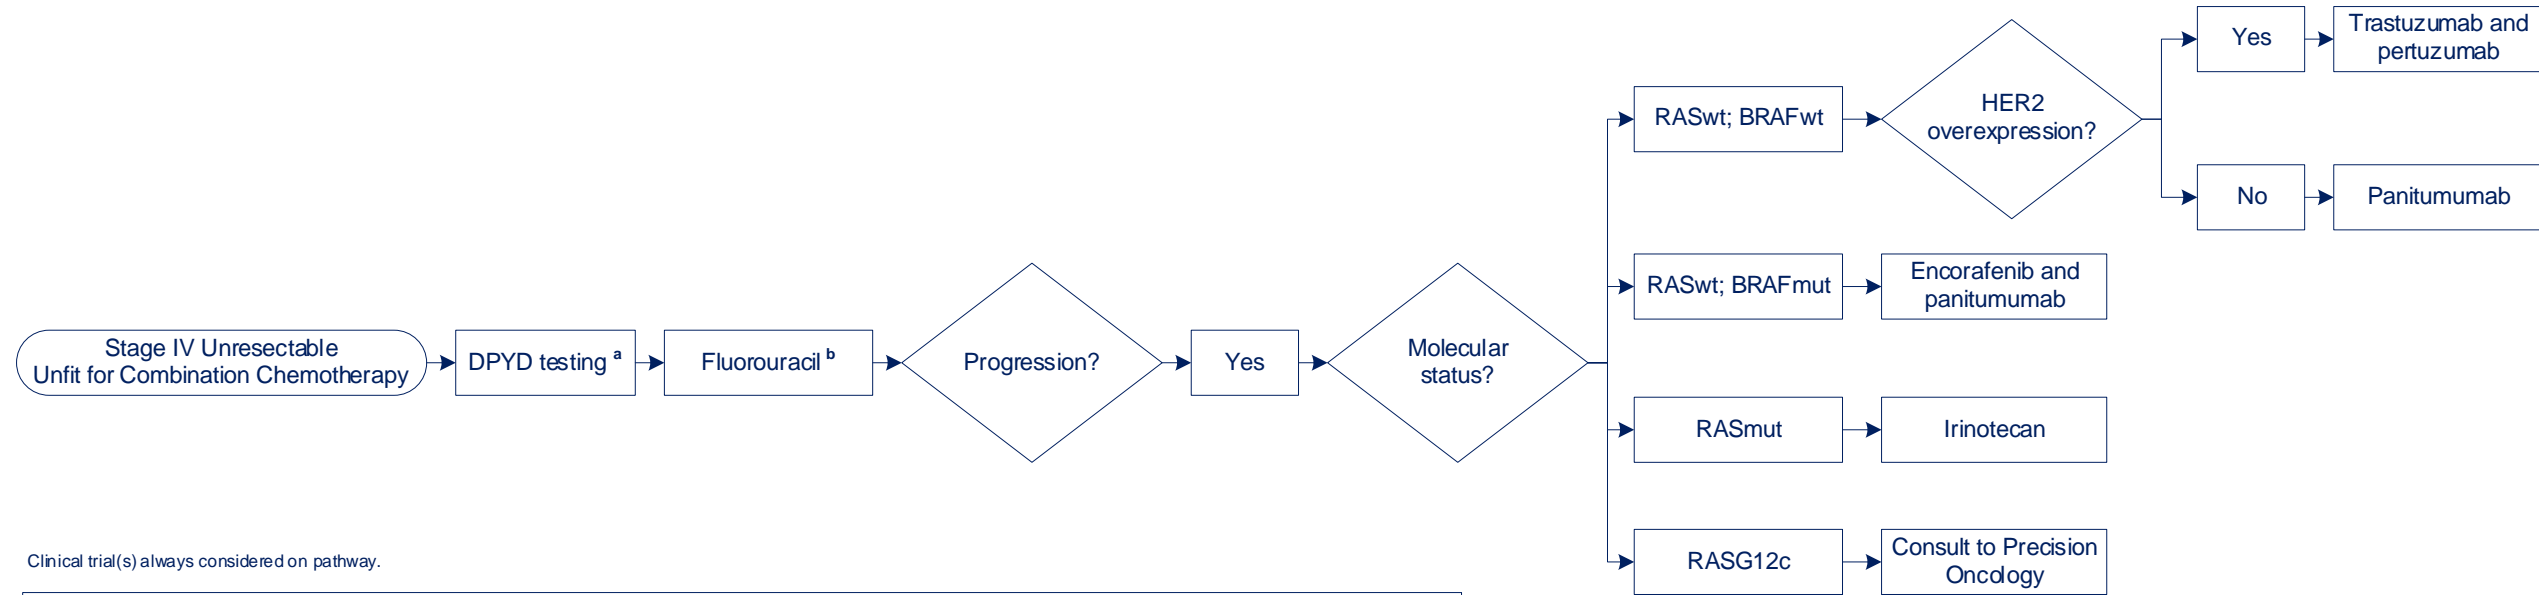 Yes
Trastuzumab and
pertuzumab
HER2
overexpression?
RASwt; BRAFwt
No
Panitumumab
RASwt; BRAFmut
Encorafenib and
panitumumab
Stage IV Unresectable
Unfit for Combination Chemotherapy
DPYD testing a
Fluorouracil b
Progression?
Yes
Molecular
status?
RASmut
Irinotecan
RASG12c
Consult to Precision
Oncology
Clinical trial(s) always considered on pathway.